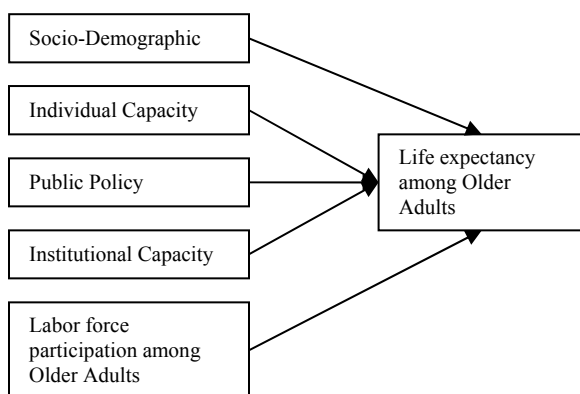 Socio-Demographic
Individual Capacity
Public Policy
Institutional Capacity
Labor force
participation among
Older Adults
Life expectancy
among Older
Adults